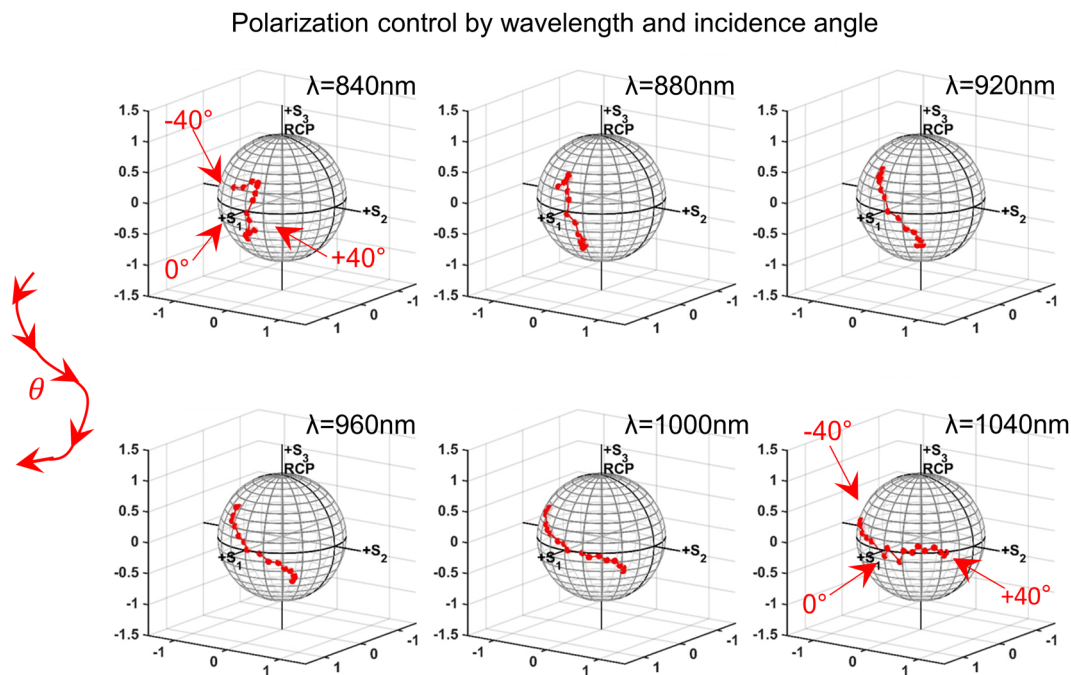 Polarization control by wavelength and incidence angle
λ=840nm
1.5
1
0.5
0
-0.5
-1
-1.5
-1
0
1
1
0
-1
+S3
RCP
+S1
+S2
-40°
0°
+40°
λ=880nm
1.5
1
0.5
0
-0.5
-1
-1.5
-1
0
1
1
0
-1
+S3
RCP
+S1
+S2
λ=920nm
1.5
1
0.5
0
-0.5
-1
-1.5
-1
0
1
1
0
-1
+S3
RCP
+S1
+S2
θ
λ=960nm
1.5
1
0.5
0
-0.5
-1
-1.5
-1
0
1
1
0
-1
+S3
RCP
+S1
+S2
λ=1000nm
1.5
1
0.5
0
-0.5
-1
-1.5
-1
0
1
1
0
-1
+S3
RCP
+S1
+S2
λ=1040nm
1.5
1
0.5
0
-0.5
-1
-1.5
-1
0
1
1
0
-1
+S3
RCP
+S1
+S2
-40°
0°
+40°